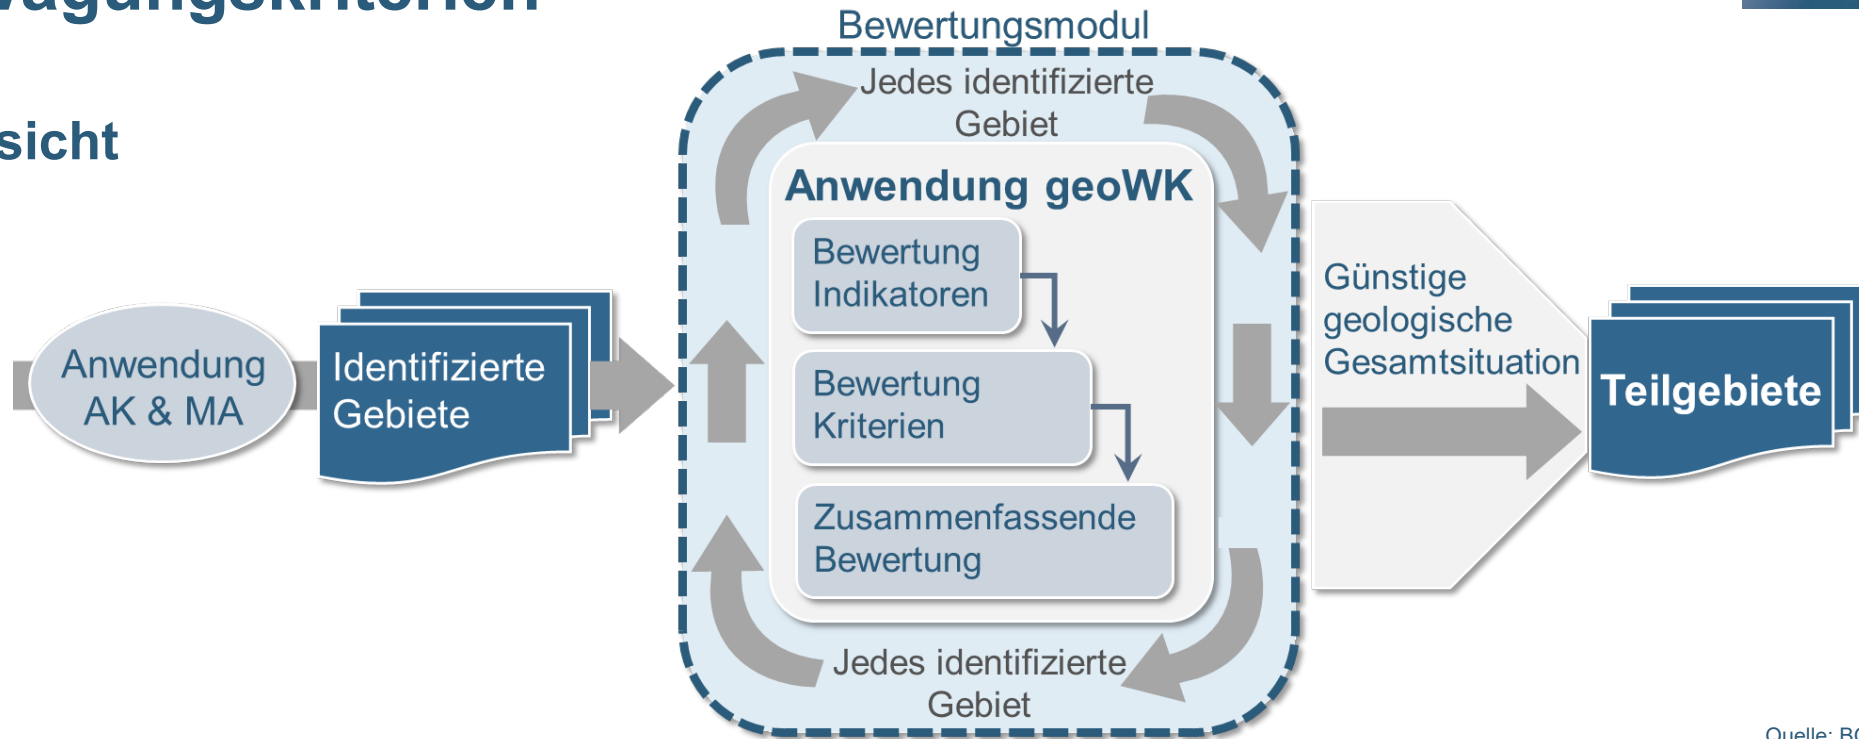 sicht
Bewertungsmodul
Jedes identifizierte
Gebiet
Anwendung geoWK
Bewertung
Indikatoren
Bewertung
Kriterien
Zusammenfassende
Bewertung
Jedes identifizierte
Gebiet
Anwendung
AK & MA
Identifizierte
Gebiete
Günstige
geologische
Gesamtsituation
Teilgebiete
Quelle: